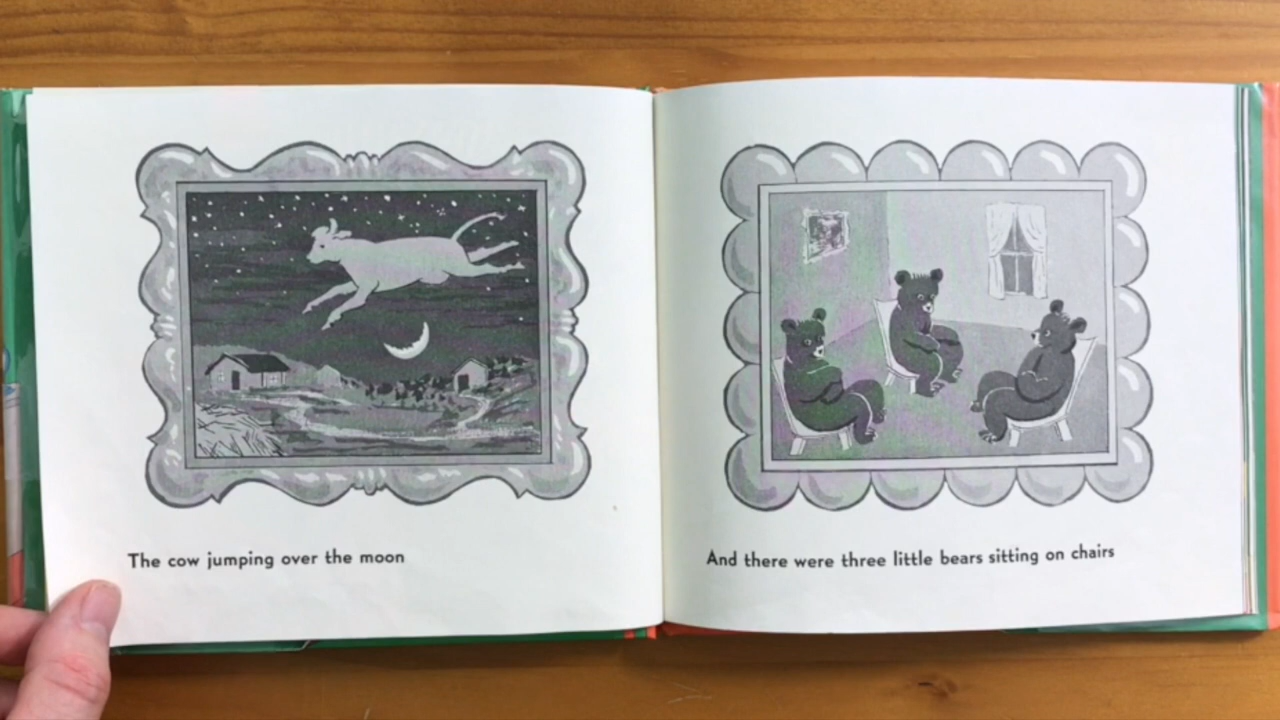 The cow jumping over the moon
And there were three little bears sitting on chairs